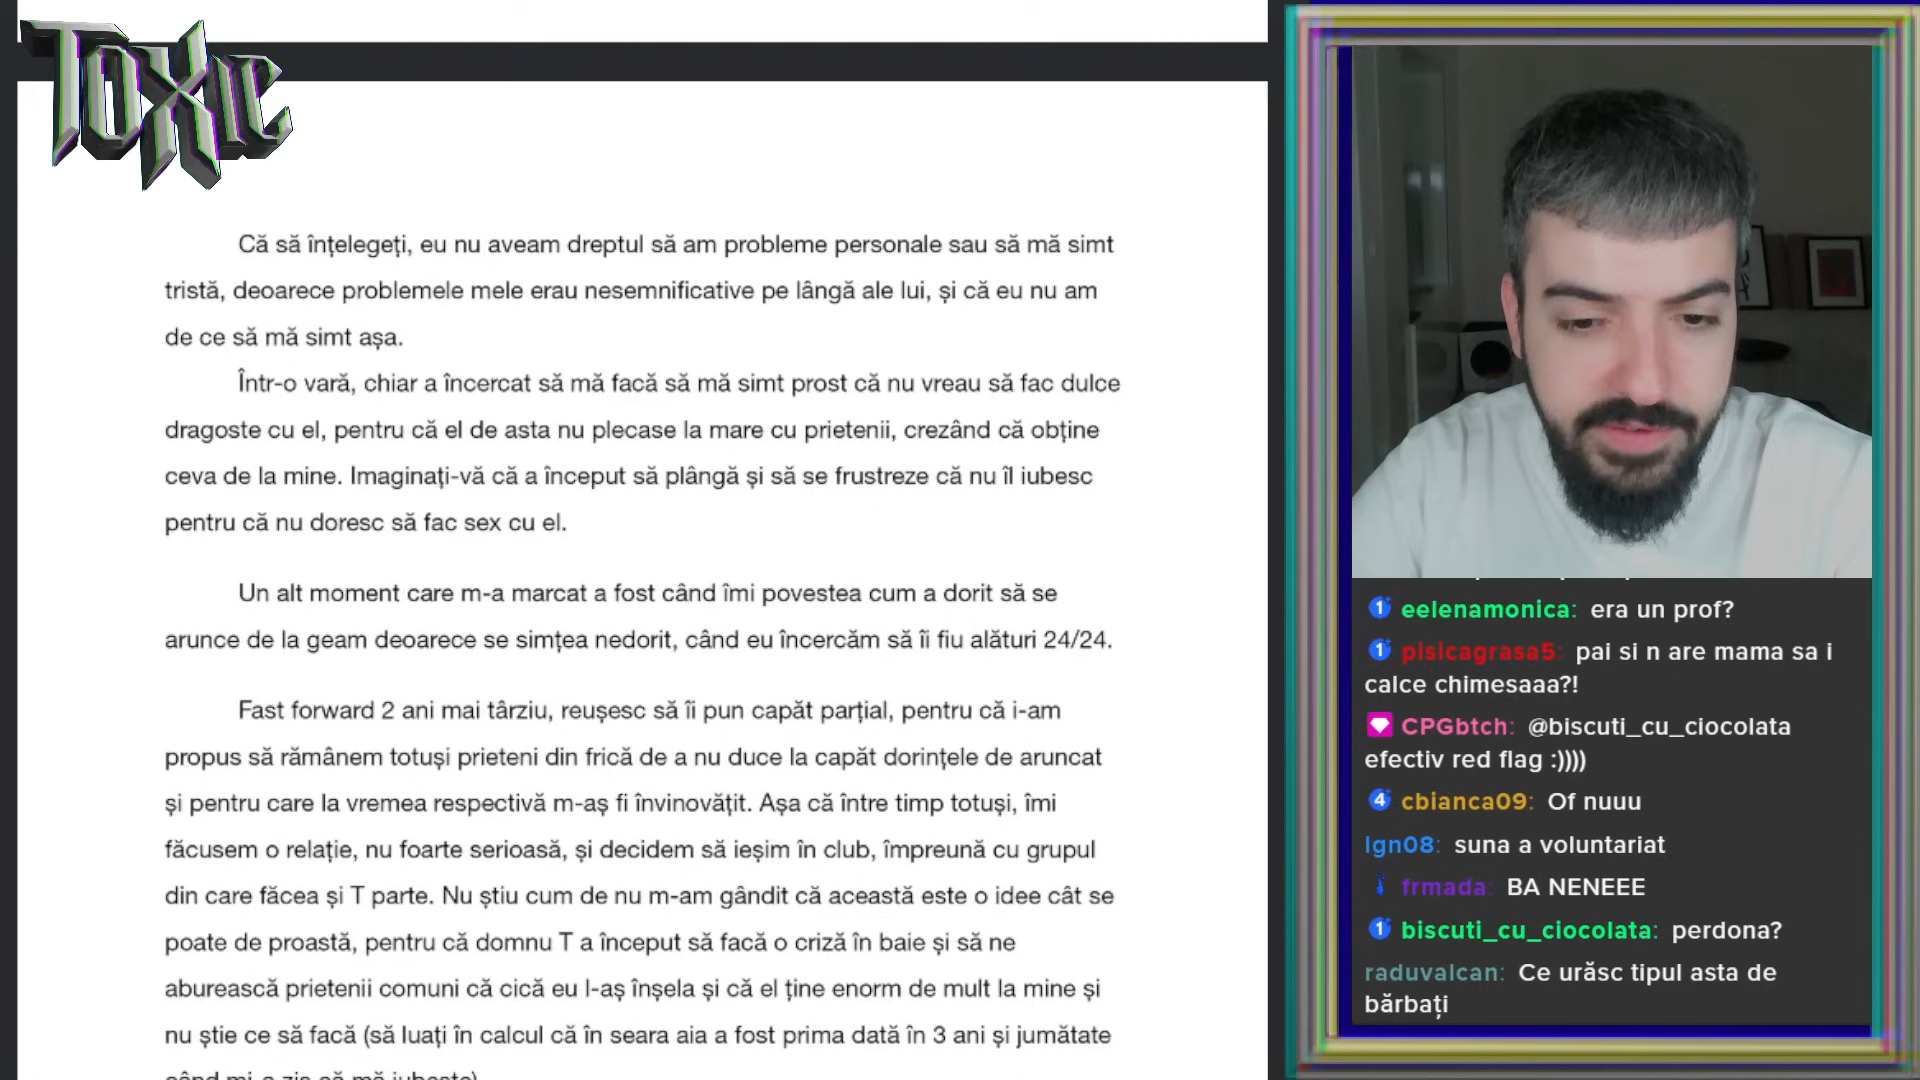 TOXIC
Că să înțelegeți, eu nu aveam dreptul să am probleme personale sau să mă simt
tristă, deoarece problemele mele erau nesemnificative pe lângă ale lui, și că eu nu am
de ce să mă simt așa.
Într-o vară, chiar a încercat să mă facă să mă simt prost că nu vreau să fac dulce
dragoste cu el, pentru că el de asta nu plecase la mare cu prietenii, crezând că obține
ceva de la mine. Imaginați-vă că a început să plângă și să se frustreze că nu îl iubesc
pentru că nu doresc să fac sex cu el.
Un alt moment care m-a marcat a fost când îmi povestea cum a dorit să se
arunce de la geam deoarece se simțea nedorit, când eu încercăm să îi fiu alături 24/24.
Fast forward 2 ani mai târziu, reușesc să îi pun capăt parțial, pentru că i-am
propus să rămânem totuși prieteni din frică de a nu duce la capăt dorințele de aruncat
și pentru care la vremea respectivă m-aș fi învinovățit. Așa că între timp totuși, îmi
făcusem o relație, nu foarte serioasă, și decidem să ieșim în club, împreună cu grupul
din care făcea și T parte. Nu știu cum de nu m-am gândit că această este o idee cât se
poate de proastă, pentru că domnu T a început să facă o criză în baie și să ne
aburească prietenii comuni că cică eu l-aș înșela și că el ține enorm de mult la mine și
nu știe ce să facă (să luați în calcul că în seara aia a fost prima dată în 3 ani și jumătate
când mi-a zis că mă iubește)
1 eelenamonica: era un prof?
1 pisicagrasa5: pai si n are mama sa i
calce chimesaaa?!
CPGbtch: @biscuti_cu_ciocolata
efectiv red flag :))))
4 cbianca09: Of nuuu
Ign08: suna a voluntariat
frmada: BA NENEEE
1 biscuti_cu_ciocolata: perdona?
raduvalcan: Ce urăsc tipul asta de
bărbați